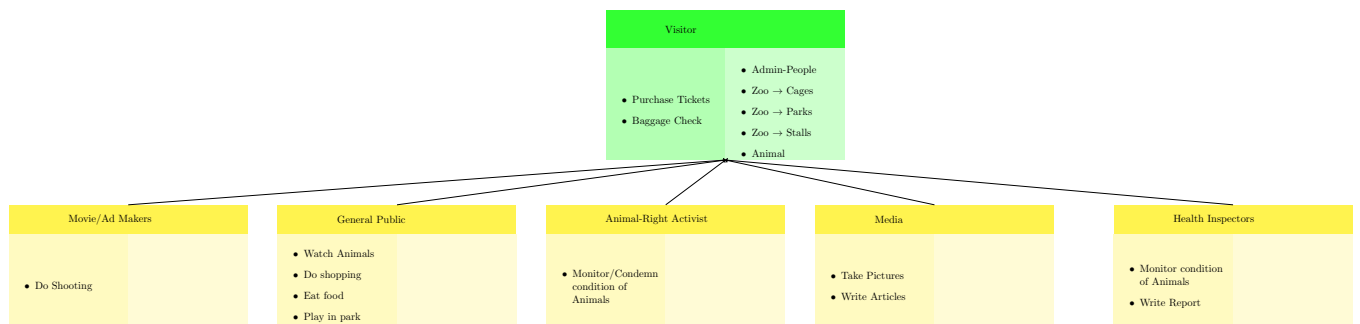 Visitor
• Purchase Tickets
• Baggage Check
• Admin-People
• Zoo → Cages
• Zoo → Parks
• Zoo → Stalls
• Animal
Movie/Ad Makers
• Do Shooting
General Public
• Watch Animals
• Do shopping
• Eat food
• Play in park
Animal-Right Activist
• Monitor/Condemn
condition of
Animals
Media
• Take Pictures
• Write Articles
Health Inspectors
• Monitor condition
of Animals
• Write Report